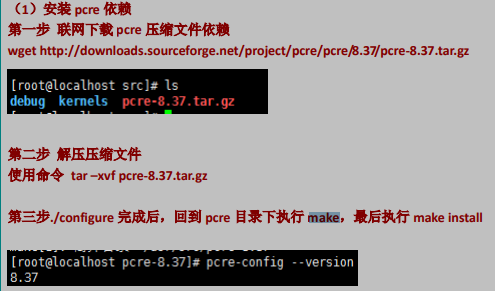 （1）安装 pcre 依赖
第一步 联网下载 pcre 压缩文件依赖
wget http://downloads.sourceforge.net/project/pcre/pcre/8.37/pcre-8.37.tar.gz
[root@localhost src]# ls
debug kernels pcre-8.37.tar.gz
第二步 解压压缩文件
使用命令 tar –xvf pcre-8.37.tar.gz
第三步./configure 完成后，回到 pcre 目录下执行 make，最后执行 make install
[root@localhost pcre-8.37]# pcre-config --version
8.37